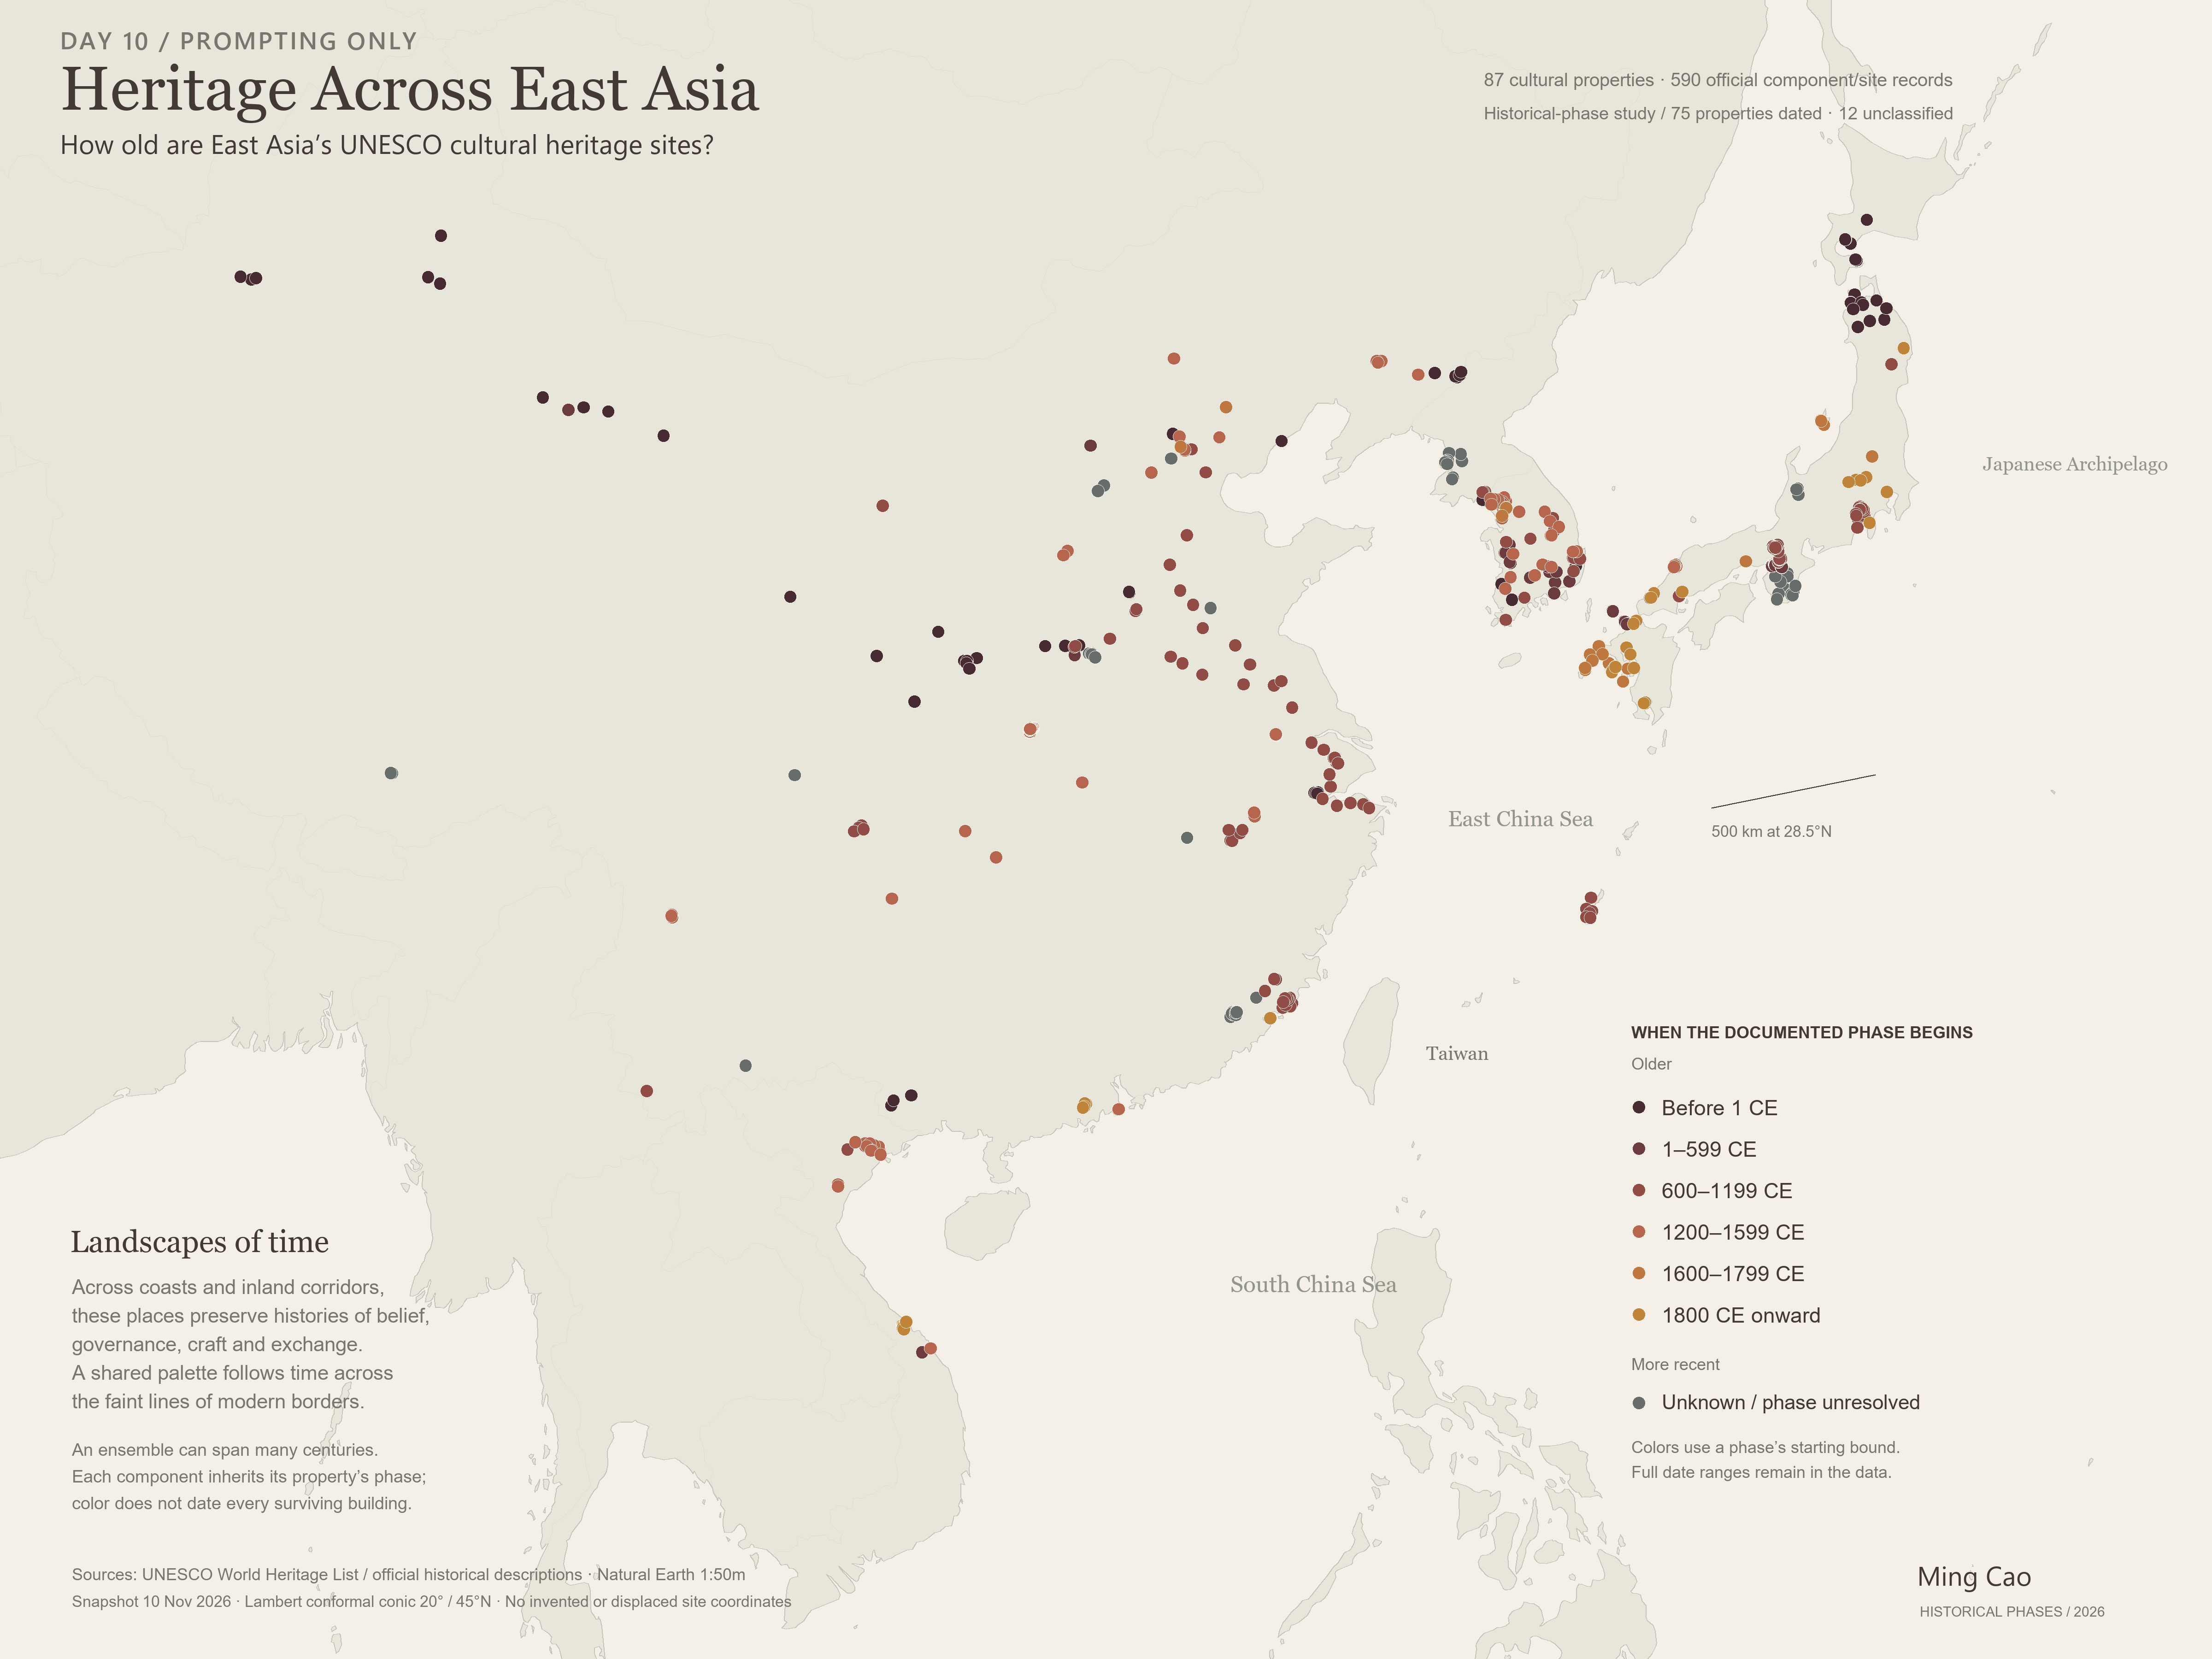 DAY 10 / PROMPTING ONLY
Heritage Across East Asia
How old are East Asia’s UNESCO cultural heritage sites?
87 cultural properties · 590 official component/site records
Historical-phase study / 75 properties dated · 12 unclassified
Japanese Archipelago
East China Sea
500 km at 28.5°N
Taiwan
South China Sea
WHEN THE DOCUMENTED PHASE BEGINS
Older
Before 1 CE
1–599 CE
600–1199 CE
1200–1599 CE
1600–1799 CE
1800 CE onward
More recent
Unknown / phase unresolved
Colors use a phase’s starting bound.
Full date ranges remain in the data.
Landscapes of time
Across coasts and inland corridors,
these places preserve histories of belief,
governance, craft and exchange.
A shared palette follows time across
the faint lines of modern borders.
An ensemble can span many centuries.
Each component inherits its property’s phase;
color does not date every surviving building.
Sources: UNESCO World Heritage List / official historical descriptions · Natural Earth 1:50m
Snapshot 10 Nov 2026 · Lambert conformal conic 20° / 45°N · No invented or displaced site coordinates
Ming Cao
HISTORICAL PHASES / 2026